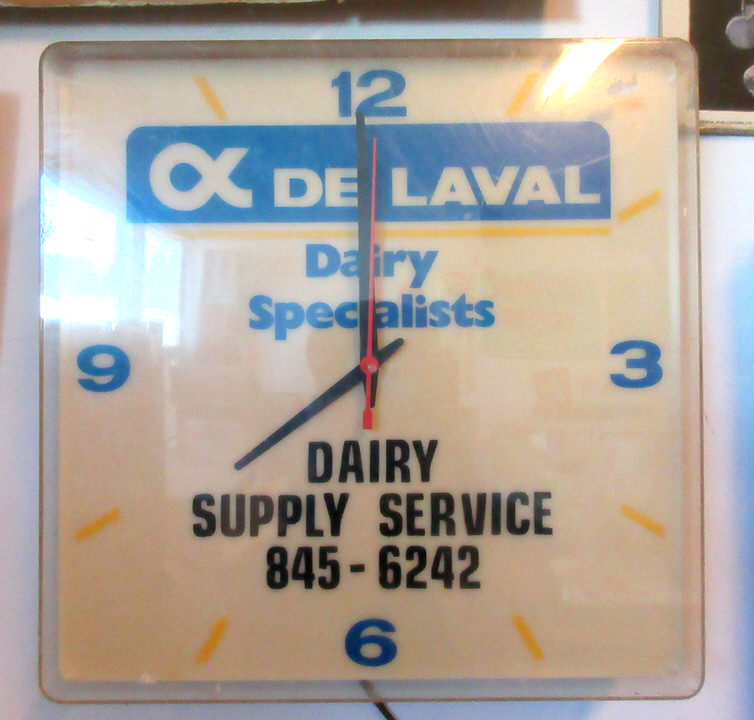 12
α DE LAVAL
Dairy
Specialists
9 3
DAIRY
SUPPLY SERVICE
845-6242
6